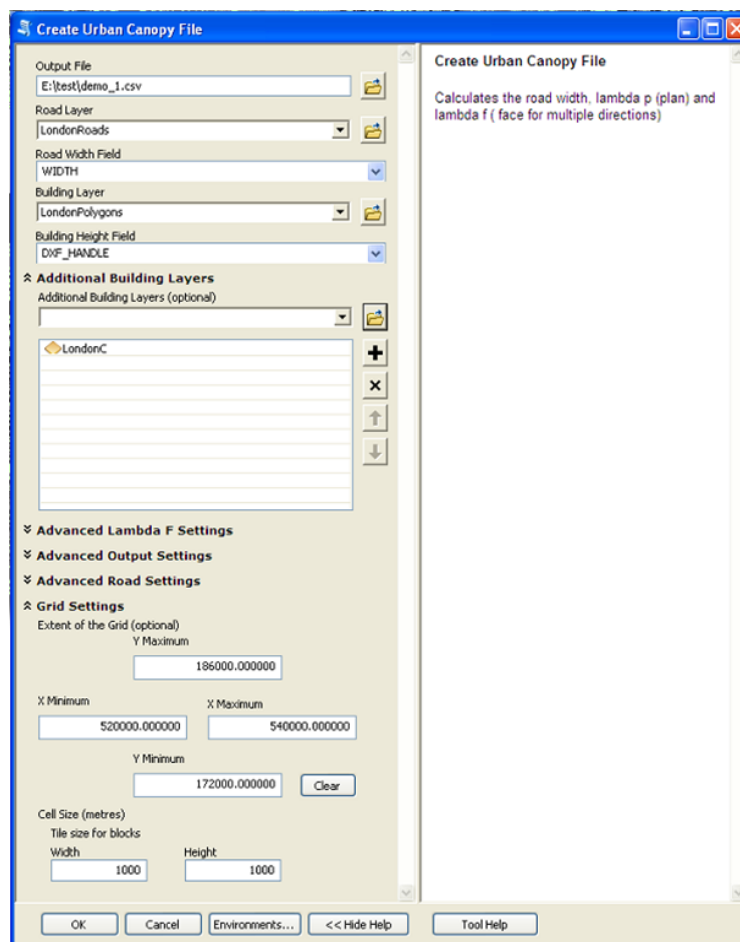 Create Urban Canopy File
Output File
E:\test\demo_1.csv
Road Layer
LondonRoads
Road Width Field
WIDTH
Building Layer
LondonPolygons
Building Height Field
DXF_HANDLE
Additional Building Layers
Additional Building Layers (optional)
LondonC
Advanced Lambda F Settings
Advanced Output Settings
Advanced Road Settings
Grid Settings
Extent of the Grid (optional)
Y Maximum
186000.000000
X Minimum
X Maximum
520000.000000
540000.000000
Y Minimum
172000.000000
Clear
Cell Size (metres)
Tile size for blocks
Width
Height
1000
1000
OK
Cancel
Environments...
<< Hide Help
Tool Help
Create Urban Canopy File
Calculates the road width, lambda p (plan) and
lambda f ( face for multiple directions)